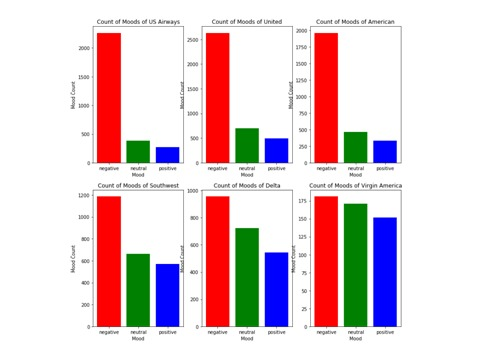 Count of Moods of US Airways
Mood Count
2000
1500
1000
500
0
negative neutral positive
Mood
Count of Moods of United
Mood Count
2500
2000
1500
1000
500
0
negative neutral positive
Mood
Count of Moods of American
Mood Count
2000
1750
1500
1250
1000
750
500
250
0
negative neutral positive
Mood
Count of Moods of Southwest
Mood Count
1200
1000
800
600
400
200
0
negative neutral positive
Mood
Count of Moods of Delta
Mood Count
1000
800
600
400
200
0
negative neutral positive
Mood
Count of Moods of Virgin America
Mood Count
175
150
125
100
75
50
25
0
negative neutral positive
Mood